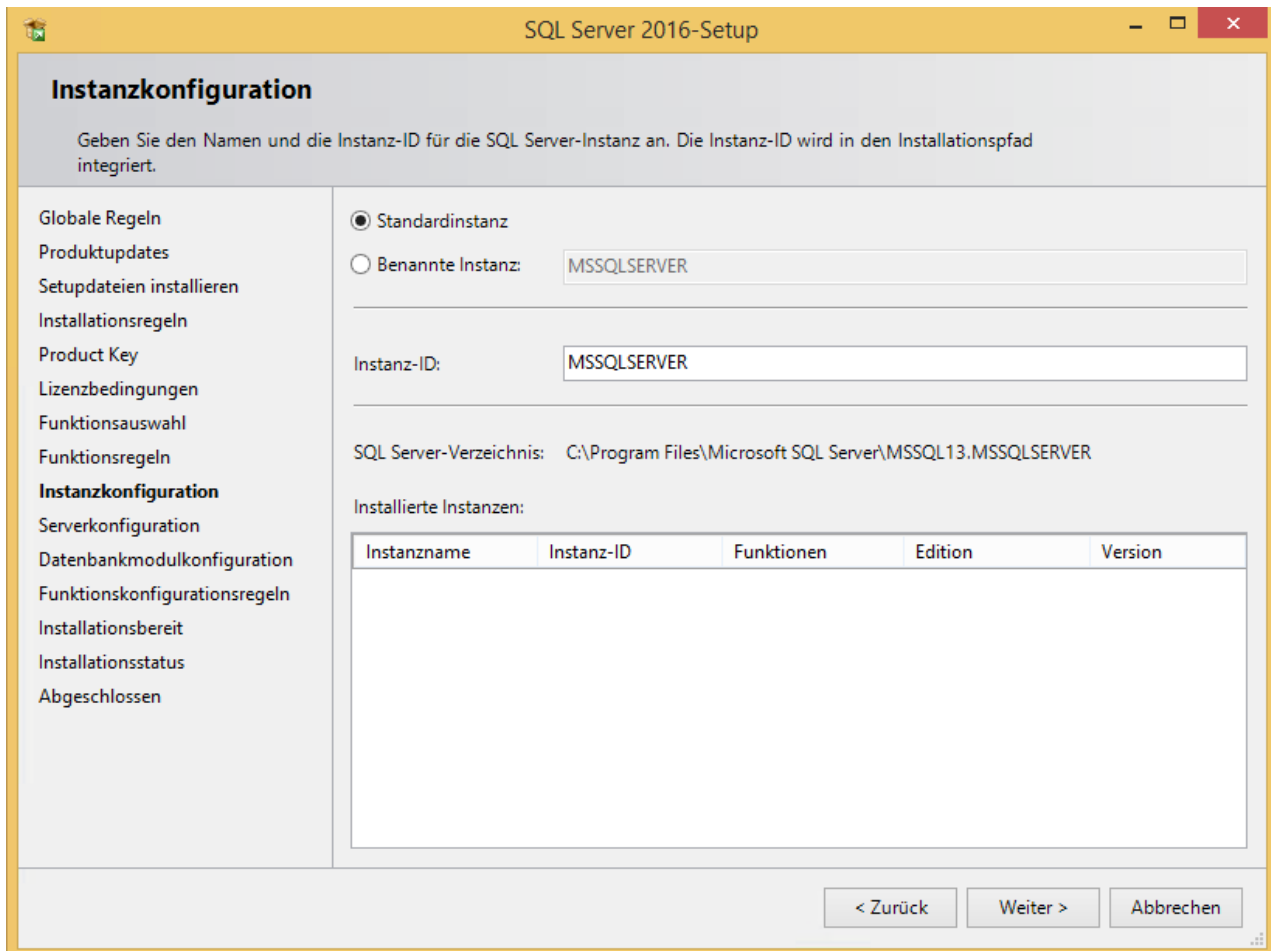 SQL Server 2016-Setup
Instanzkonfiguration
Geben Sie den Namen und die Instanz-ID für die SQL Server-Instanz an. Die Instanz-ID wird in den Installationspfad
integriert.
Globale Regeln
Produktupdates
Setupdateien installieren
Installationsregeln
Product Key
Lizenzbedingungen
Funktionsauswahl
Funktionsregeln
Instanzkonfiguration
Serverkonfiguration
Datenbankmodulkonfiguration
Funktionskonfigurationsregeln
Installationsbereit
Installationsstatus
Abgeschlossen
Standardinstanz
Benannte Instanz: MSSQLSERVER
Instanz-ID: MSSQLSERVER
SQL Server-Verzeichnis: C:\Program Files\Microsoft SQL Server\MSSQL13.MSSQLSERVER
Installierte Instanzen:
Instanzname Instanz-ID Funktionen Edition Version
< Zurück Weiter > Abbrechen